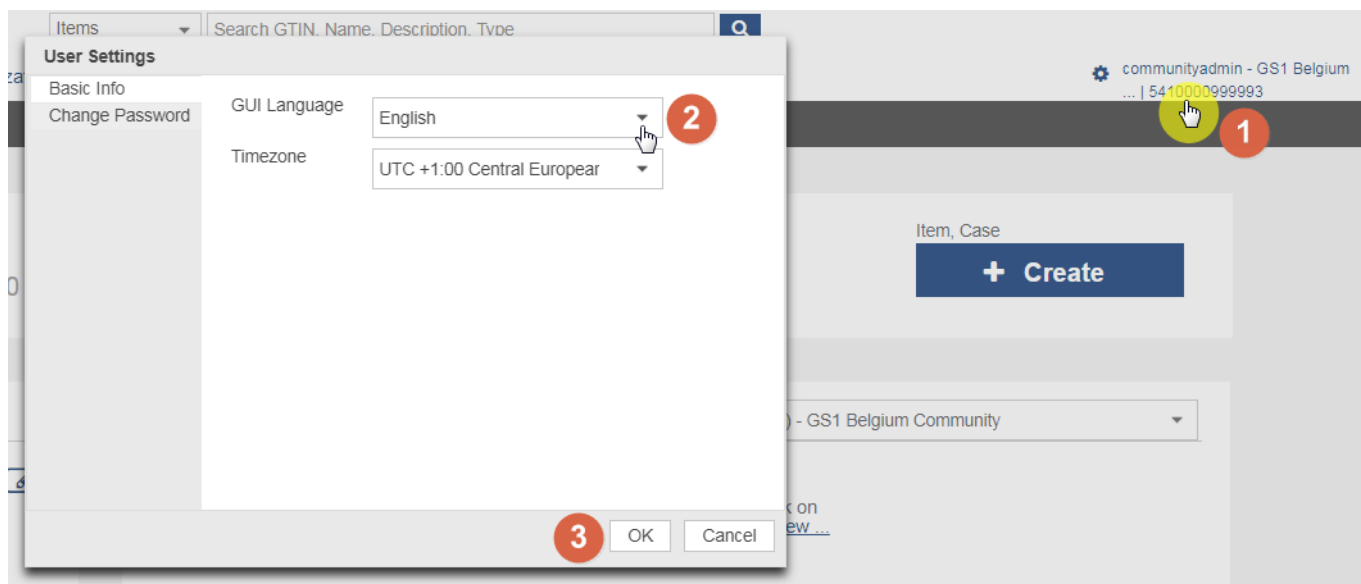 Items
Search GTIN, Name, Description, Type
User Settings
communityadmin - GS1 Belgium
... | 5410000999993
1
Basic Info
Change Password
GUI Language
English
2
Timezone
UTC +1:00 Central Europear
Item, Case
+ Create
) - GS1 Belgium Community
on
ew ...
3
OK
Cancel